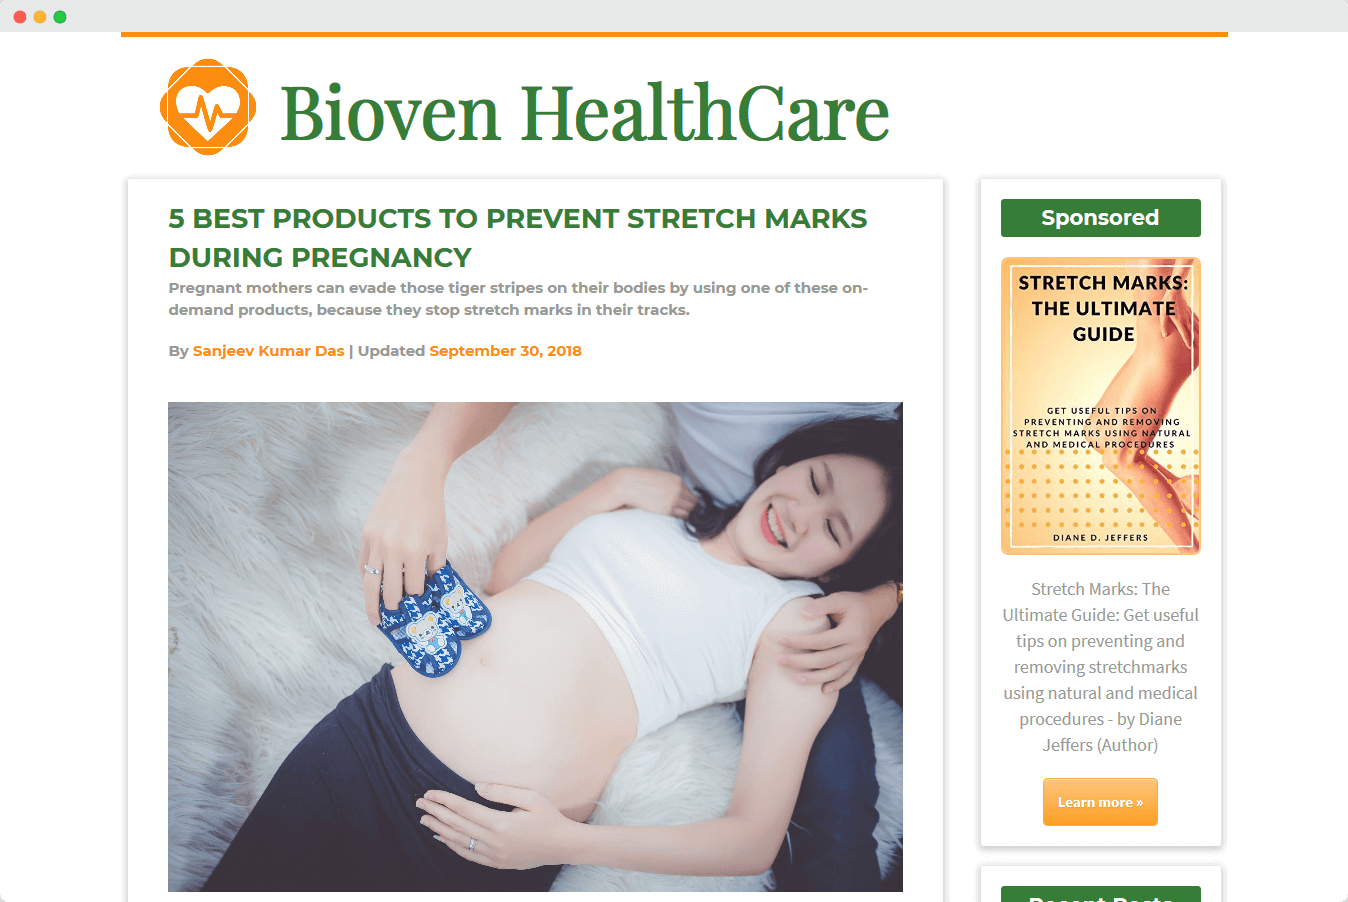 Bioven HealthCare
5 BEST PRODUCTS TO PREVENT STRETCH MARKS
DURING PREGNANCY
Pregnant mothers can evade those tiger stripes on their bodies by using one of these on-
demand products, because they stop stretch marks in their tracks.
By Sanjeev Kumar Das | Updated September 30, 2018
Sponsored
STRETCH MARKS:
THE ULTIMATE
GUIDE
GET USEFUL TIPS ON
PREVENTING AND REMOVING
STRETCH MARKS USING NATURAL
AND MEDICAL PROCEDURES
DIANE D. JEFFERS
Stretch Marks: The
Ultimate Guide: Get useful
tips on preventing and
removing stretchmarks
using natural and medical
procedures - by Diane
Jeffers (Author)
Learn more »
Recent Posts